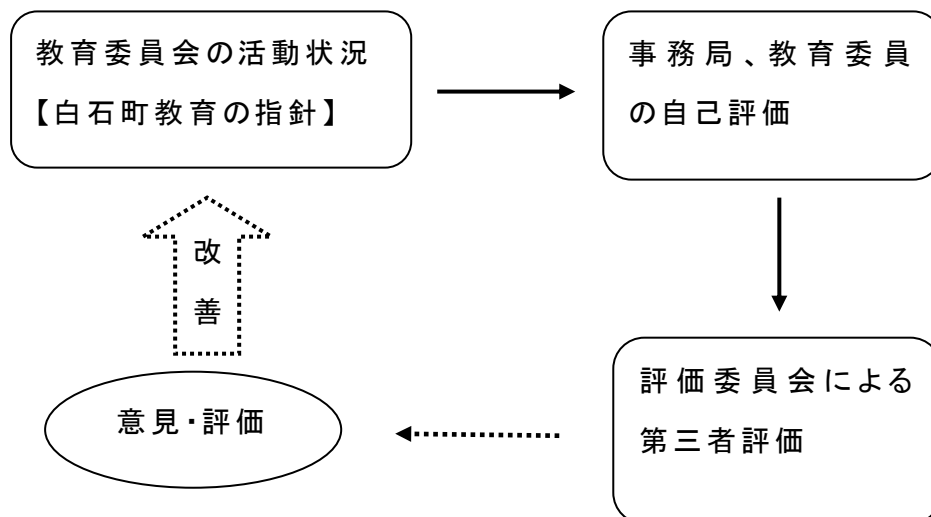 教育委員会の活動状況
【白石町教育の指針】
事務局、教育委員
の自己評価
改
善
意見・評価
評価委員会による
第三者評価